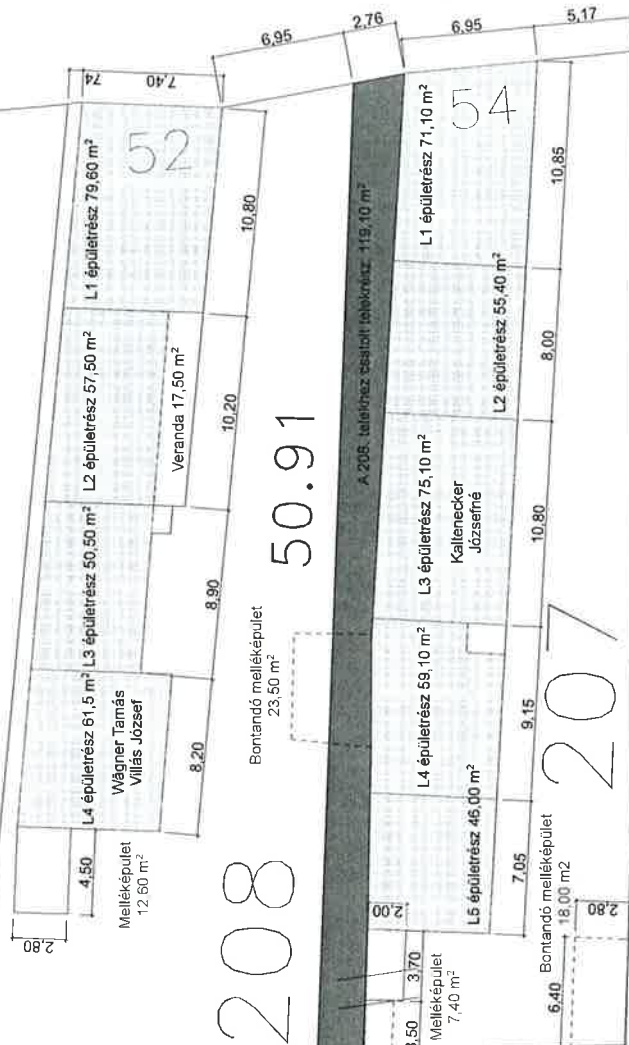 6,95
2,76
6,95
5,17
74
7,40
52
L1 épületrész 79,60 m²
10,80
L2 épületrész 57,50 m²
Veranda 17,50 m²
10,20
L3 épületrész 50,50 m²
8,90
L4 épületrész 61,5 m²
Wágner Tamás
Villás József
8,20
4,50
2,80
Melléképület
12,60 m²
208
50.91
Bontandó melléképület
23,50 m²
A 208. telekhez csatolt telekrész: 119,10 m²
54
L1 épületrész 71,10 m²
10,85
L2 épületrész 55,40 m²
8,00
L3 épületrész 75,10 m²
Kaltenecker
Józsefné
10,80
L4 épületrész 59,10 m²
9,15
L5 épületrész 46,00 m²
7,05
207
2,00
3,70
Melléképület
7,40 m²
Bontandó melléképület
18,00 m2
2,80
6,40